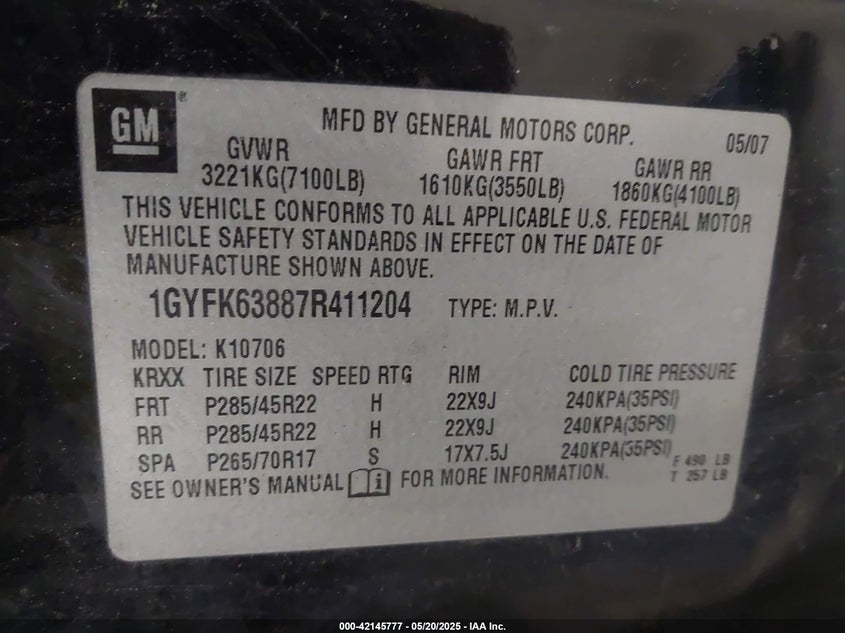 GM®
MFD BY GENERAL MOTORS CORP. 05/07
GVWR GAWR FRT GAWR RR
3221KG(7100LB) 1610KG(3550LB) 1860KG(4100LB)
THIS VEHICLE CONFORMS TO ALL APPLICABLE U.S. FEDERAL MOTOR
VEHICLE SAFETY STANDARDS IN EFFECT ON THE DATE OF
MANUFACTURE SHOWN ABOVE.
1GYFK63887R411204 TYPE: M.P.V.
MODEL: K10706
KRXX TIRE SIZE SPEED RTG RIM COLD TIRE PRESSURE
FRT P285/45R22 H 22X9J 240KPA(35PSI)
RR P285/45R22 H 22X9J 240KPA(35PSI)
SPA P265/70R17 S 17X7.5J 240KPA(35PSI)
F 490 LB
T 257 LB
SEE OWNER'S MANUAL i FOR MORE INFORMATION.
000-42145777 - 05/20/2025 - IAA Inc.